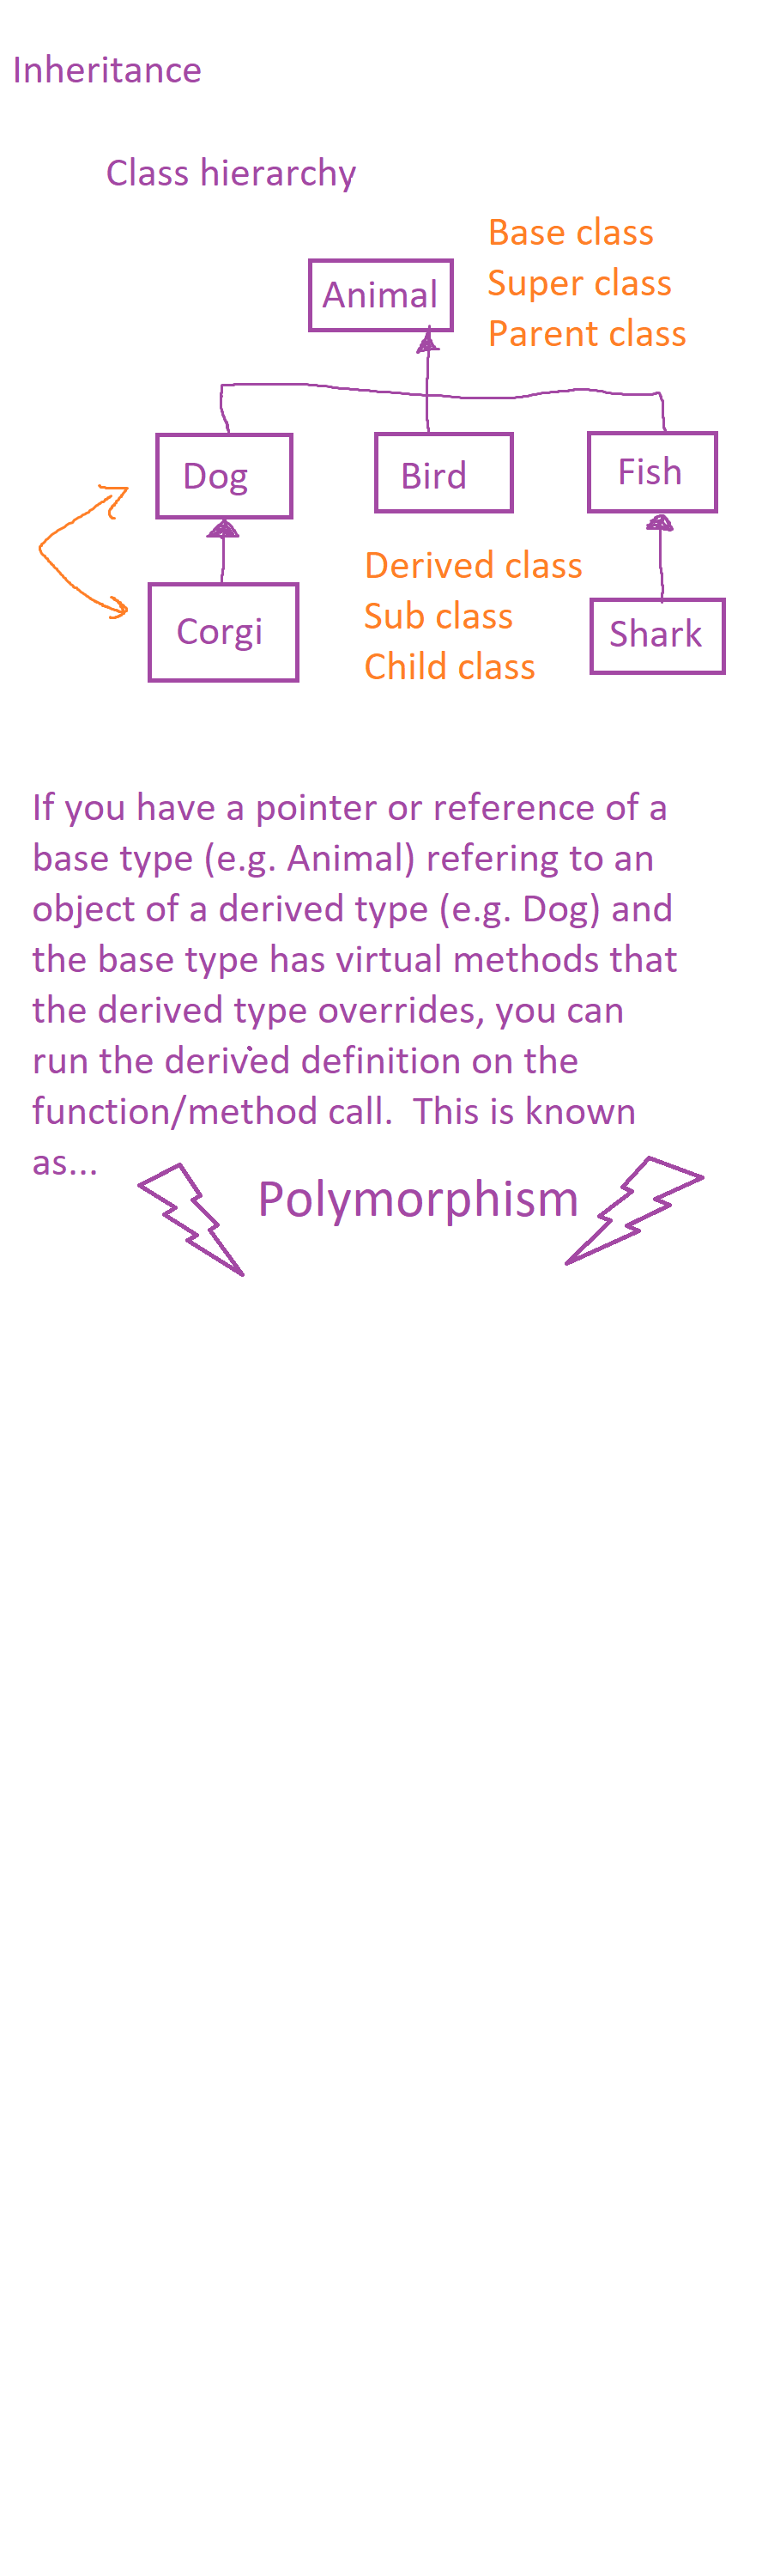 Inheritance
Class hierarchy
Base class
Animal
Super class
Parent class
Dog
Bird
Fish
Derived class
Sub class
Child class
Corgi
Shark
If you have a pointer or reference of a
base type (e.g. Animal) refering to an
object of a derived type (e.g. Dog) and
the base type has virtual methods that
the derived type overrides, you can
run the derived definition on the
function/method call.  This is known
as...
Polymorphism